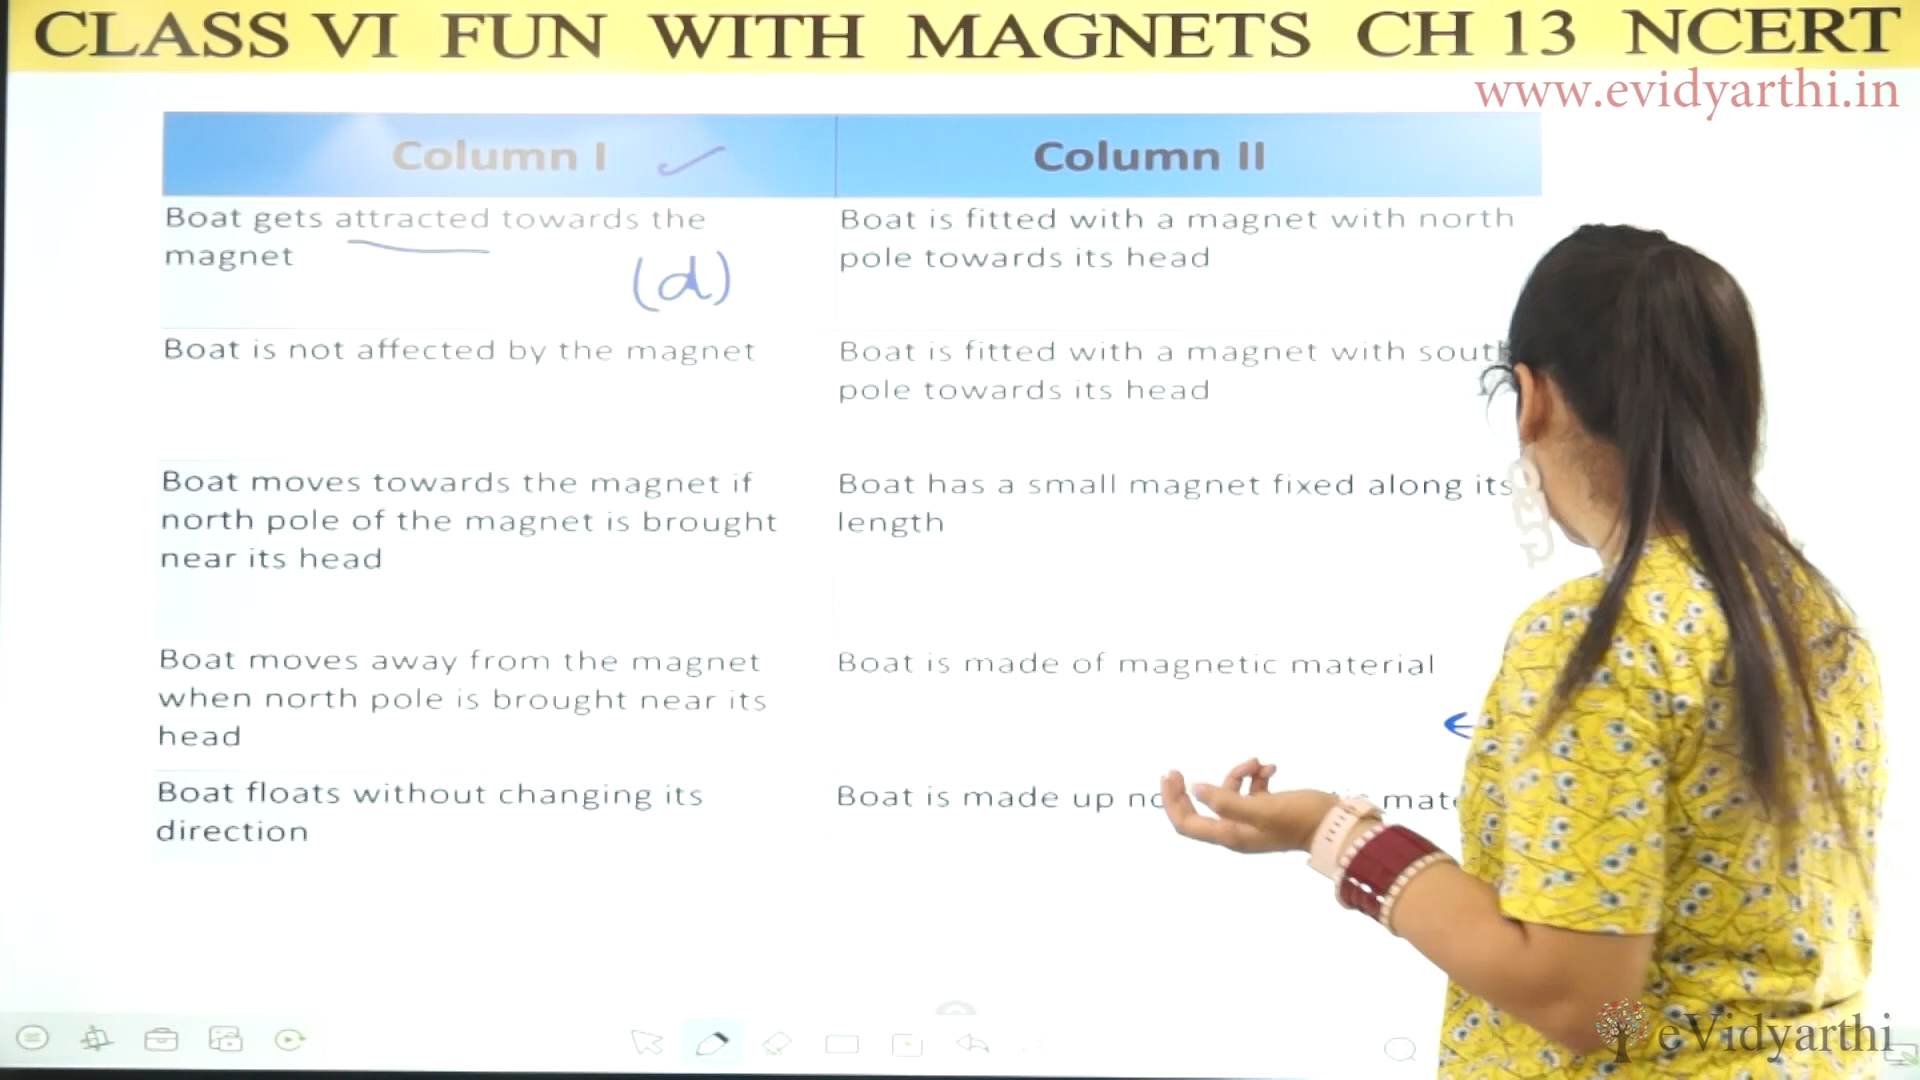 CLASS VI FUN WITH MAGNETS CH 13 NCERT
www.evidyarthi.in
Column I
Column II
Boat gets attracted towards the
magnet
(d)
Boat is fitted with a magnet with north
pole towards its head
Boat is not affected by the magnet
Boat is fitted with a magnet with south
pole towards its head
Boat moves towards the magnet if
north pole of the magnet is brought
near its head
Boat has a small magnet fixed along its
length
Boat moves away from the magnet
when north pole is brought near its
head
Boat is made of magnetic material
Boat floats without changing its
direction
Boat is made up
eVidyarthi